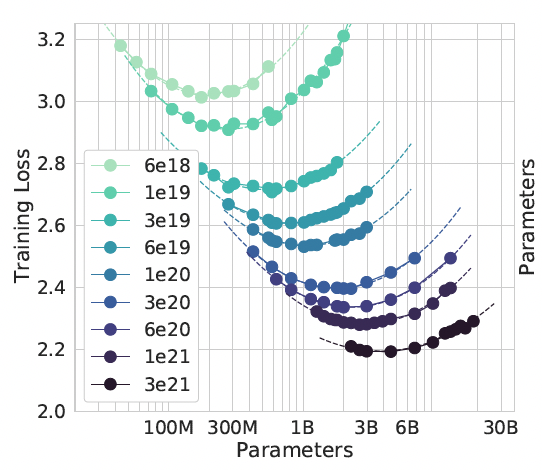 3.2
3.0
2.8
2.6
2.4
2.2
2.0
Training Loss
6e18
1e19
3e19
6e19
1e20
3e20
6e20
1e21
3e21
100M 300M 1B 3B 6B 30B
Parameters
Parameters